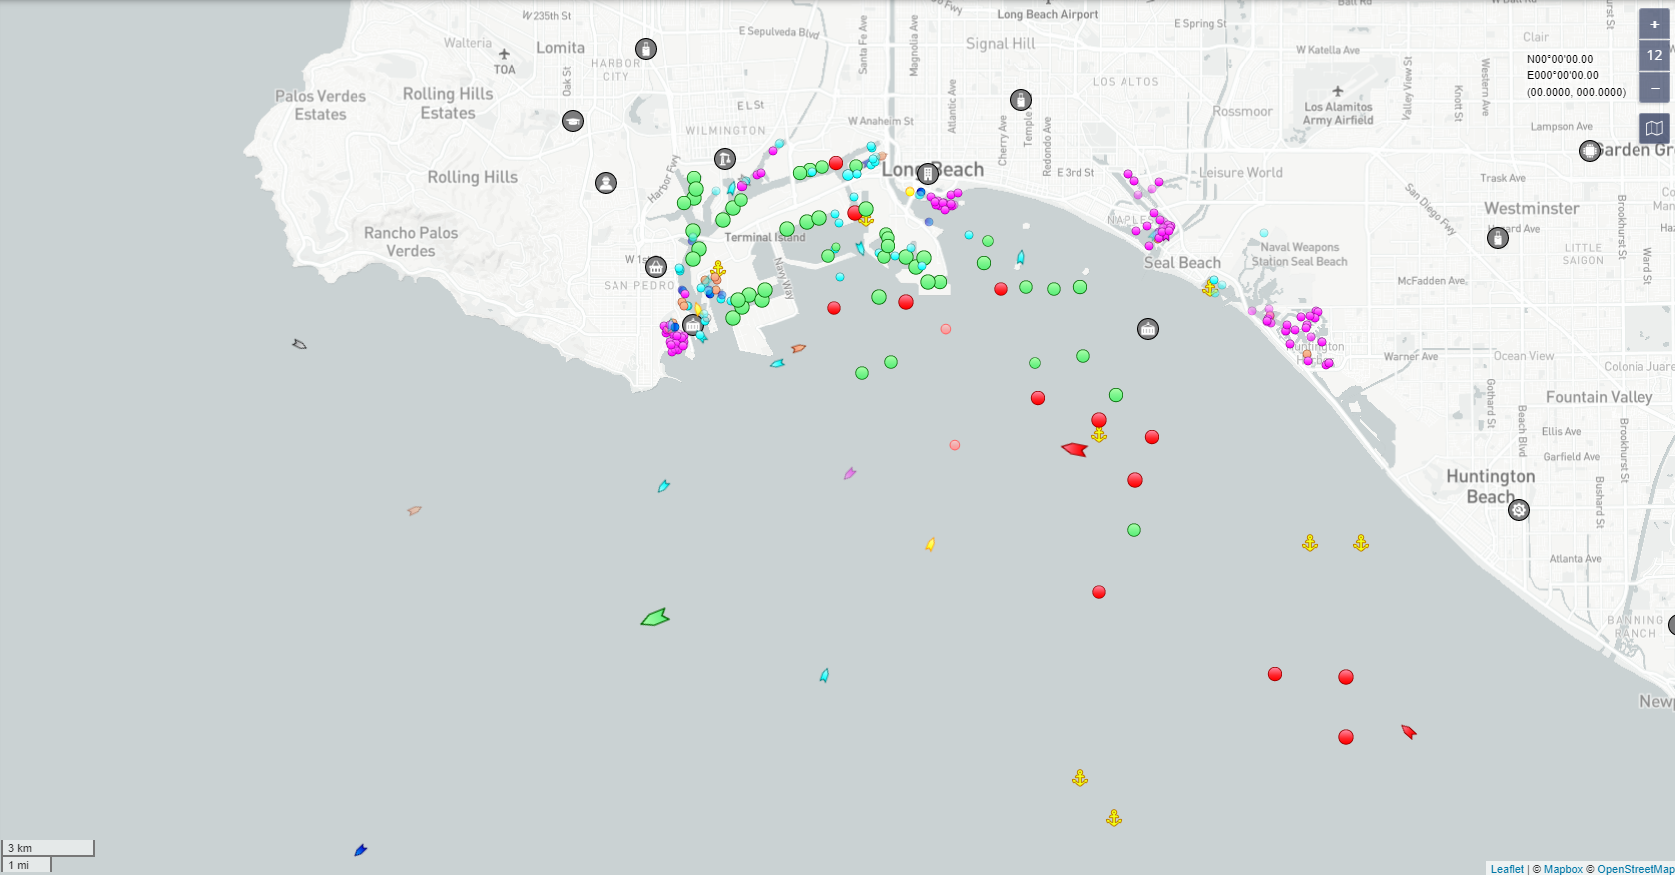 W 235th St
Long Beach Airport
E Sepulveda Blvd
E Spring St
Ball Rd
Walteria
TOA
Lomita
HARBOR
CITY
Oak St
Santa Fe Ave
Magnolia Ave
Signal Hill
W Katella Ave
Clair
N00°00'00.00
E000°00'00.00
(00.0000, 000.0000)
+
12
−
Palos Verdes
Estates
Rolling Hills
Estates
E L St
LOS ALTOS
Rossmoor
Los Alamitos
Army Airfield
Valley View St
Knott St
Western Ave
WILMINGTON
W Anaheim St
Atlantic Ave
Cherry Ave
Temple
Redondo Ave
Lampson Ave
Garden Gr
Long Beach
E 3rd St
Leisure World
Rolling Hills
Harbor Fwy
Trask Ave
San Diego Fwy
Westminster
Hazard Ave
Brookhurst St
Ward St
NAPLES
Rancho Palos
Verdes
Terminal Island
Navy Way
W 1st
SAN PEDRO
Seal Beach
Naval Weapons
Station Seal Beach
LITTLE
SAIGON
McFadden Ave
Huntington
Warner Ave
Ocean View
Colonia Juare
Gothard St
Beach Blvd
Fountain Valley
Ellis Ave
Garfield Ave
Brookhurst St
Bushard St
Huntington
Beach
Atlanta Ave
BANNING
RANCH
Newp
3 km
1 mi
Leaflet | © Mapbox © OpenStreetMap